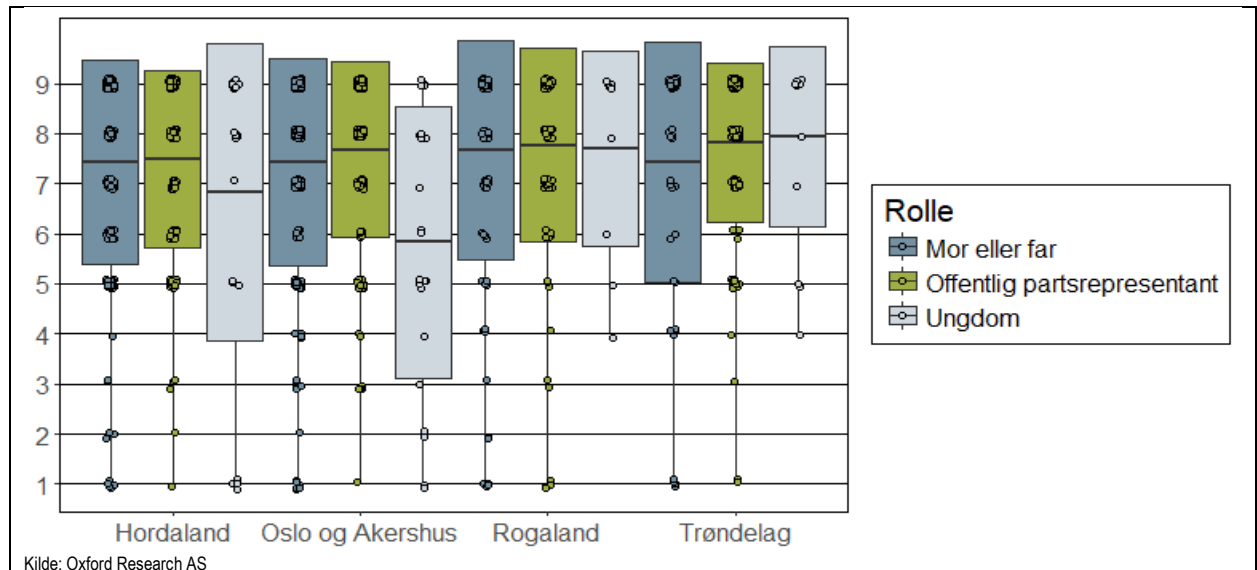 9
8
7
6
5
4
3
2
1
Hordaland Oslo og Akershus Rogaland Trøndelag
Rolle
Mor eller far
Offentlig partsrepresentant
Ungdom
Kilde: Oxford Research AS